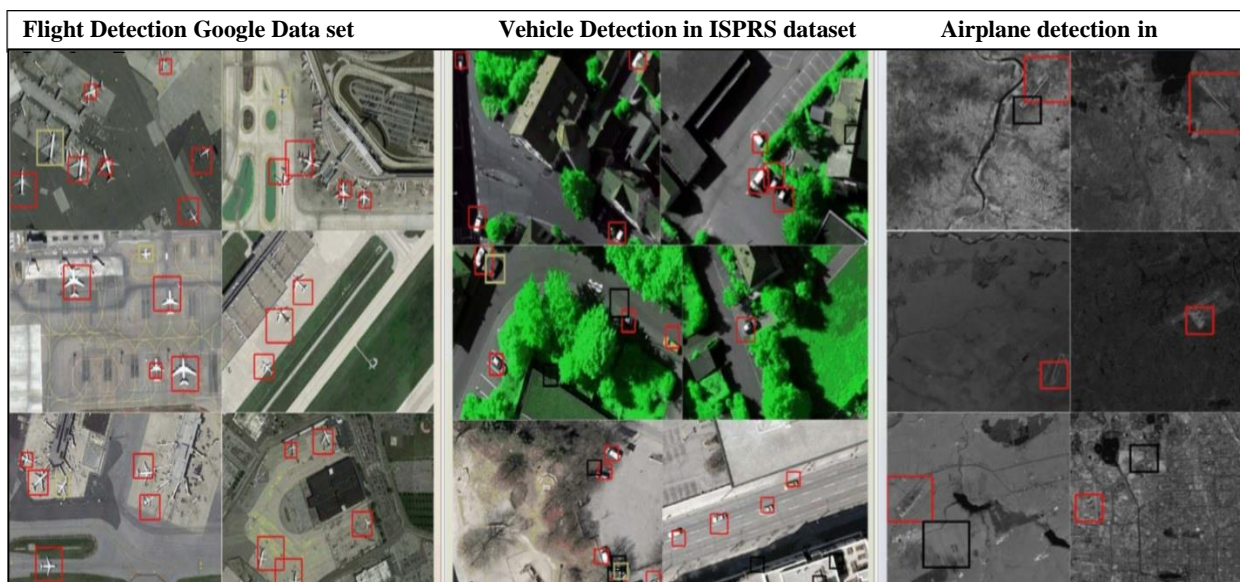 Flight Detection Google Data set
Vehicle Detection in ISPRS dataset
Airplane detection in